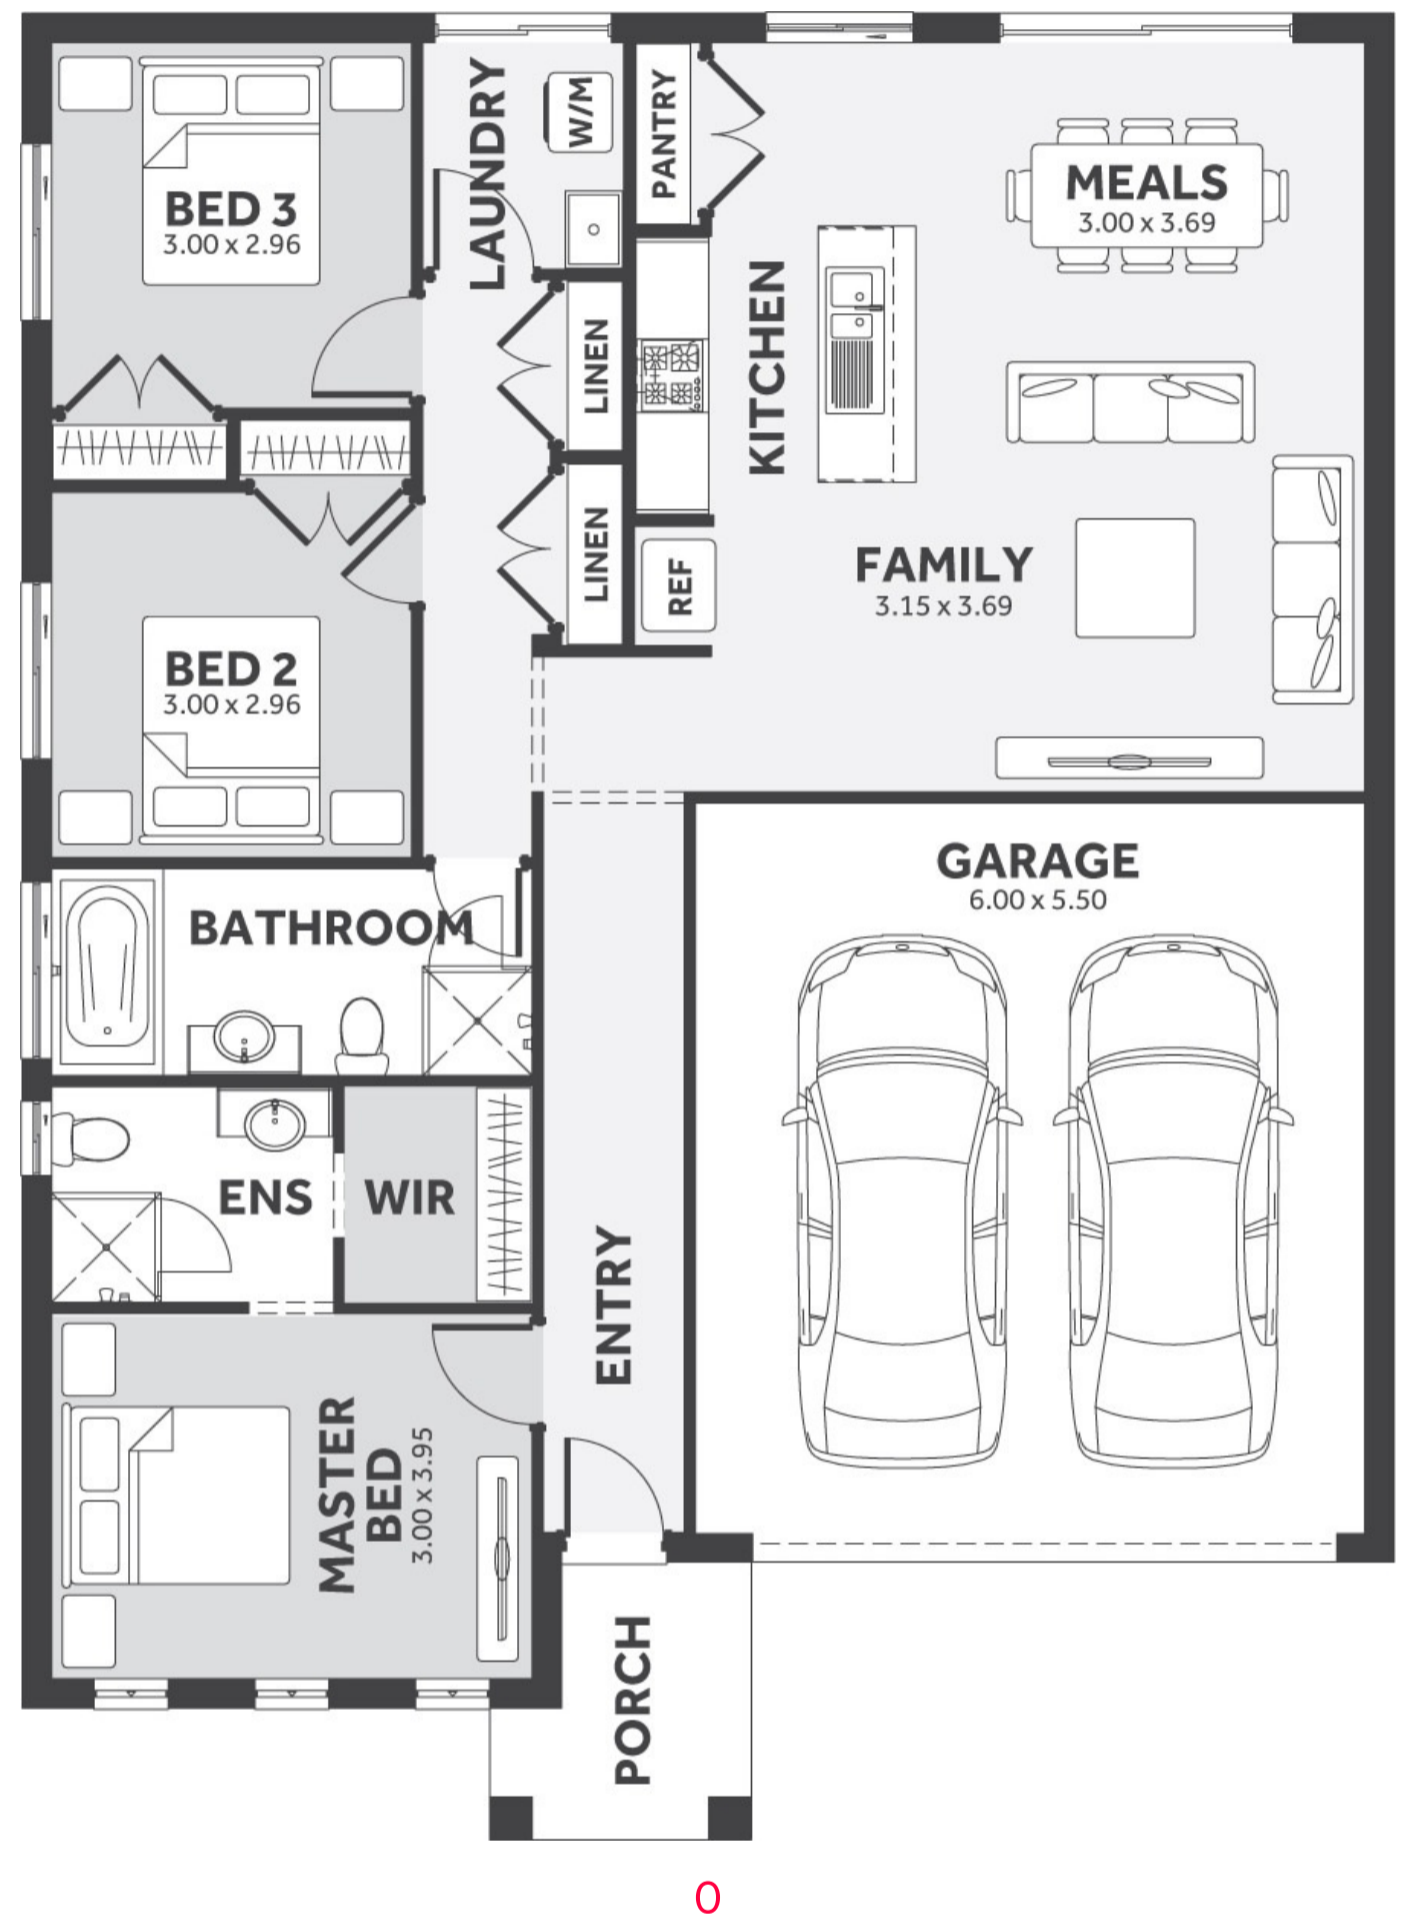 LAUNDRY
W/M
PANTRY
BED 3
3.00 x 2.96
MEALS
3.00 x 3.69
KITCHEN
LINEN
LINEN
REF
FAMILY
3.15 x 3.69
BED 2
3.00 x 2.96
GARAGE
6.00 x 5.50
BATHROOM
ENS
WIR
ENTRY
MASTER
BED
3.00 x 3.95
PORCH
0